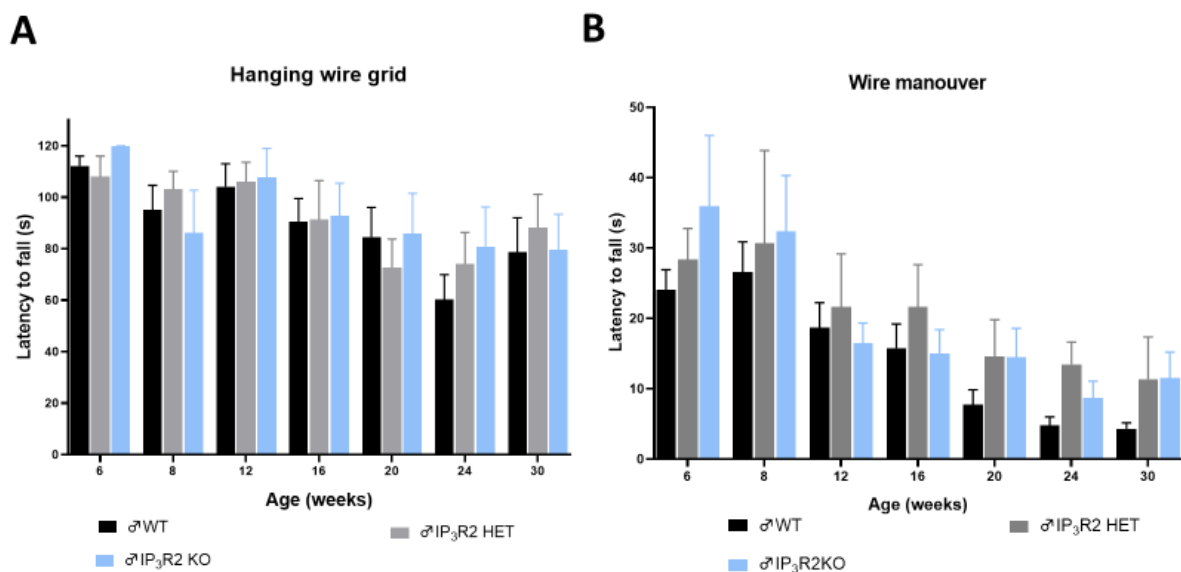 A
Hanging wire grid
Latency to fall (s)
120
100
80
60
40
20
0
6 8 12 16 20 24 30
Age (weeks)
♂WT
♂IP₃R2 HET
♂IP₃R2 KO
B
Wire manouver
Latency to fall (s)
50
40
30
20
10
0
6 8 12 16 20 24 30
Age (weeks)
♂WT
♂IP₃R2 HET
♂IP₃R2KO